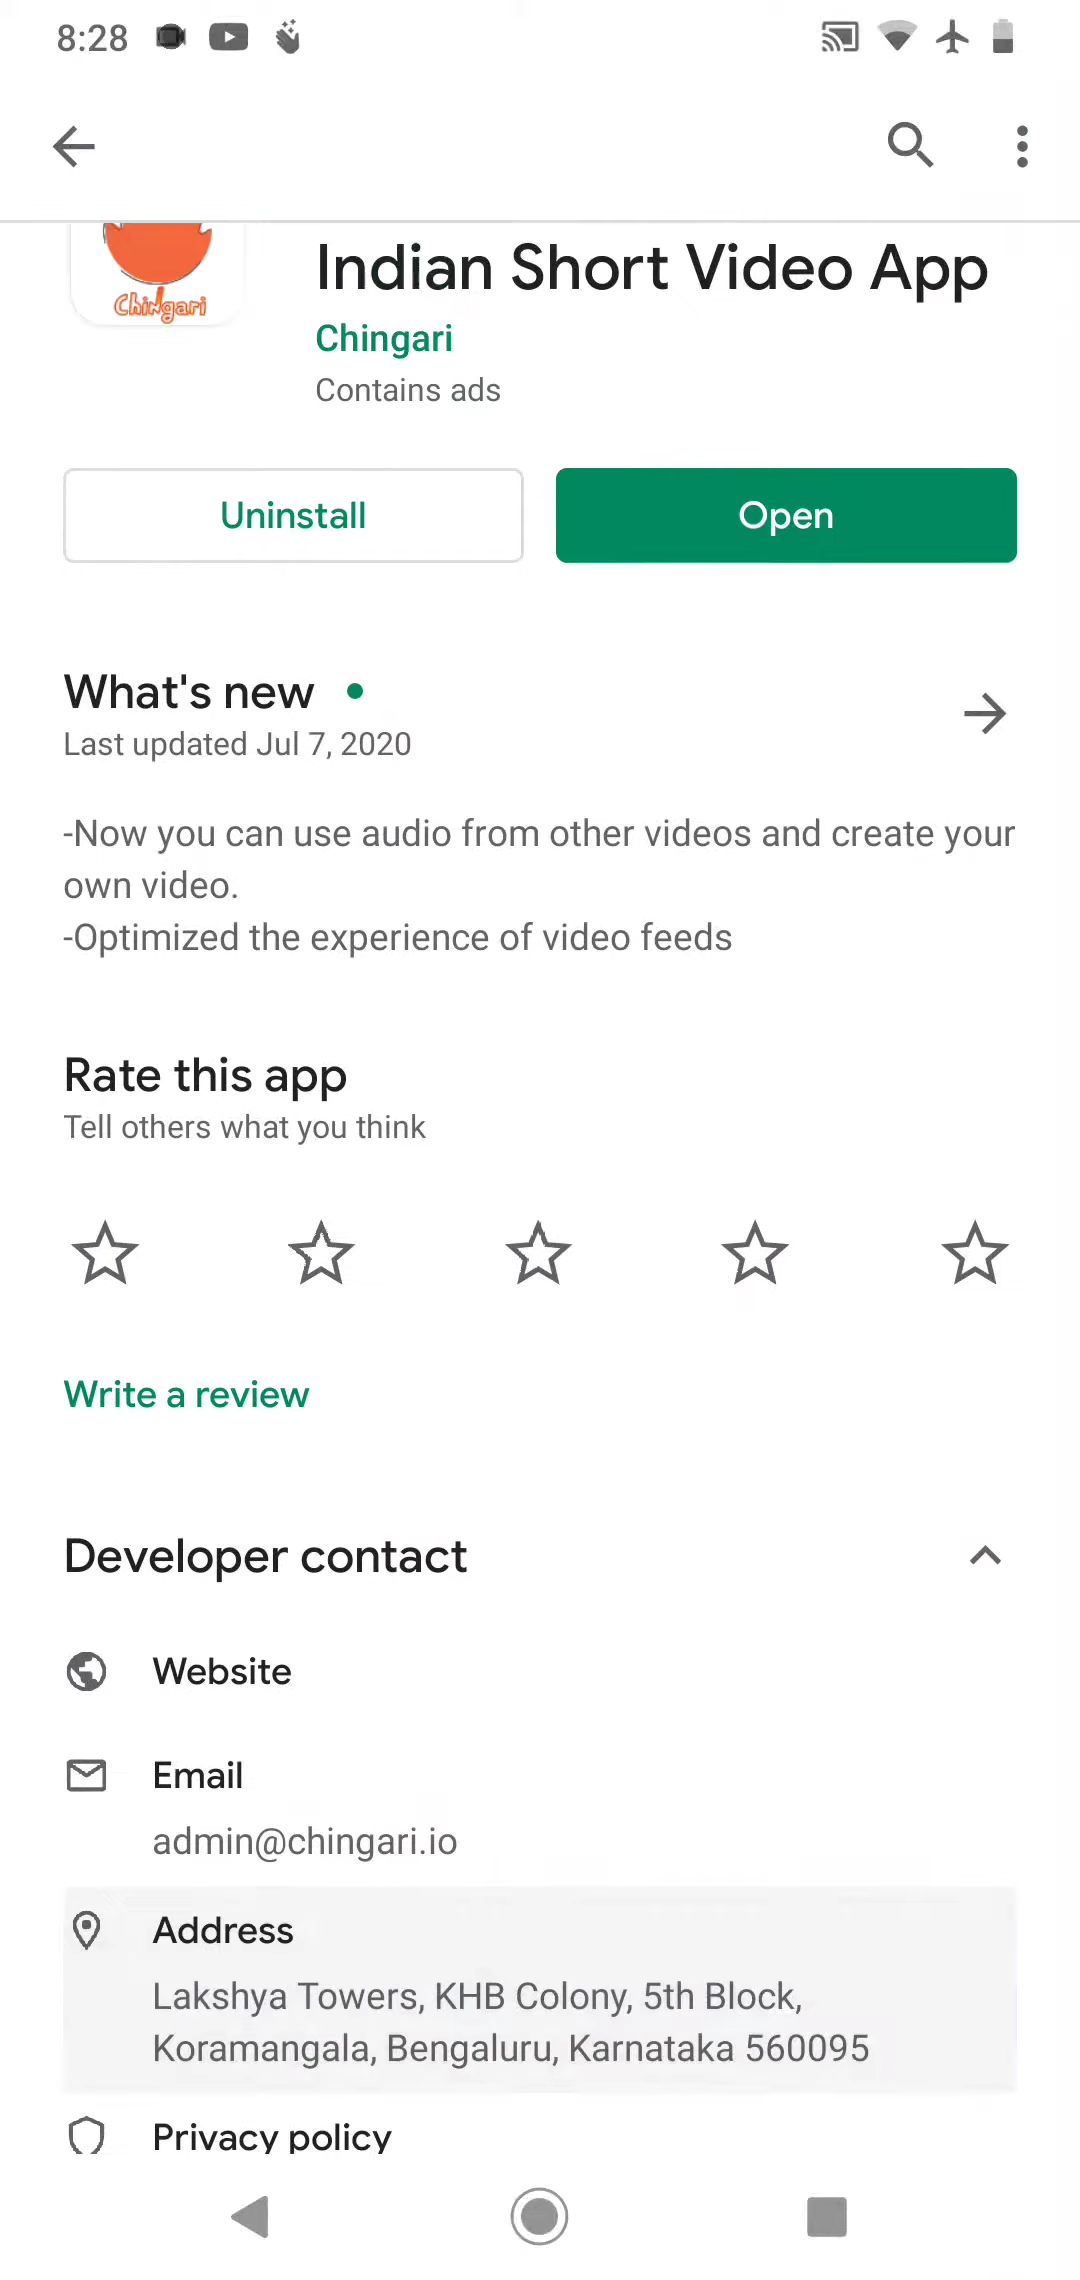 8:28
Chingari
Indian Short Video App
Chingari
Contains ads
Uninstall
Open
What's new
Last updated Jul 7, 2020
-Now you can use audio from other videos and create your
own video.
-Optimized the experience of video feeds
Rate this app
Tell others what you think
Write a review
Developer contact
Website
Email
admin@chingari.io
Address
Lakshya Towers, KHB Colony, 5th Block,
Koramangala, Bengaluru, Karnataka 560095
Privacy policy